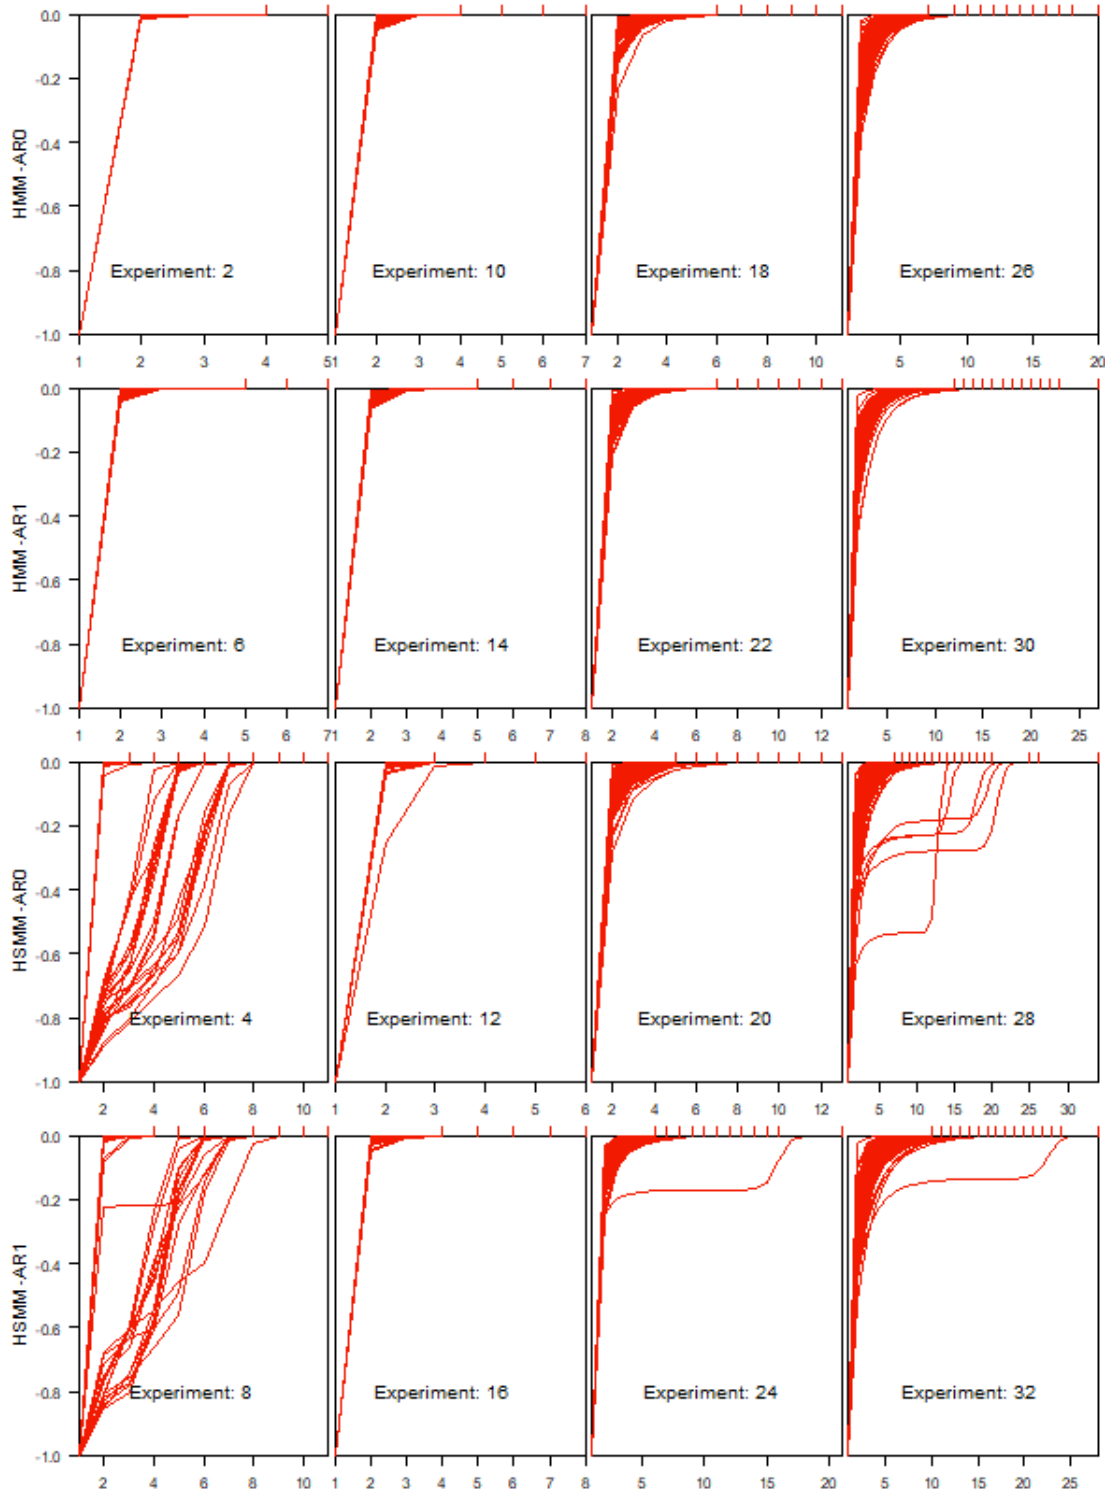 0.0
-0.2
-0.4
-0.6
-0.8
-1.0
HMM-AR0
Experiment: 2
Experiment: 10
Experiment: 18
Experiment: 26
1 2 3 4 5 1 2 3 4 5 6 7 2 4 6 8 10 5 10 15 20
0.0
-0.2
-0.4
-0.6
-0.8
-1.0
HMM-AR1
Experiment: 6
Experiment: 14
Experiment: 22
Experiment: 30
1 2 3 4 5 6 7 1 2 3 4 5 6 7 8 2 4 6 8 10 12 5 10 15 20 25
0.0
-0.2
-0.4
-0.6
-0.8
-1.0
HSMM-AR0
Experiment: 4
Experiment: 12
Experiment: 20
Experiment: 28
2 4 6 8 10 1 2 3 4 5 6 2 4 6 8 10 12 5 10 15 20 25 30
0.0
-0.2
-0.4
-0.6
-0.8
-1.0
HSMM-AR1
Experiment: 8
Experiment: 16
Experiment: 24
Experiment: 32
2 4 6 8 10 1 2 3 4 5 6 7 8 5 10 15 20 5 10 15 20 25